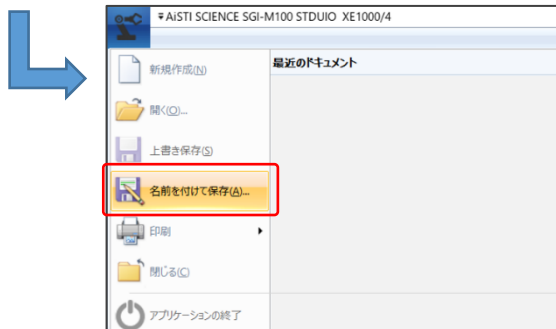 AiSTI SCIENCE SGI-M100 STDUIO XE1000/4
最近のドキュメント
新規作成(N)
開く(O)...
上書き保存(S)
名前を付けて保存(A)...
印刷
閉じる(C)
アプリケーションの終了